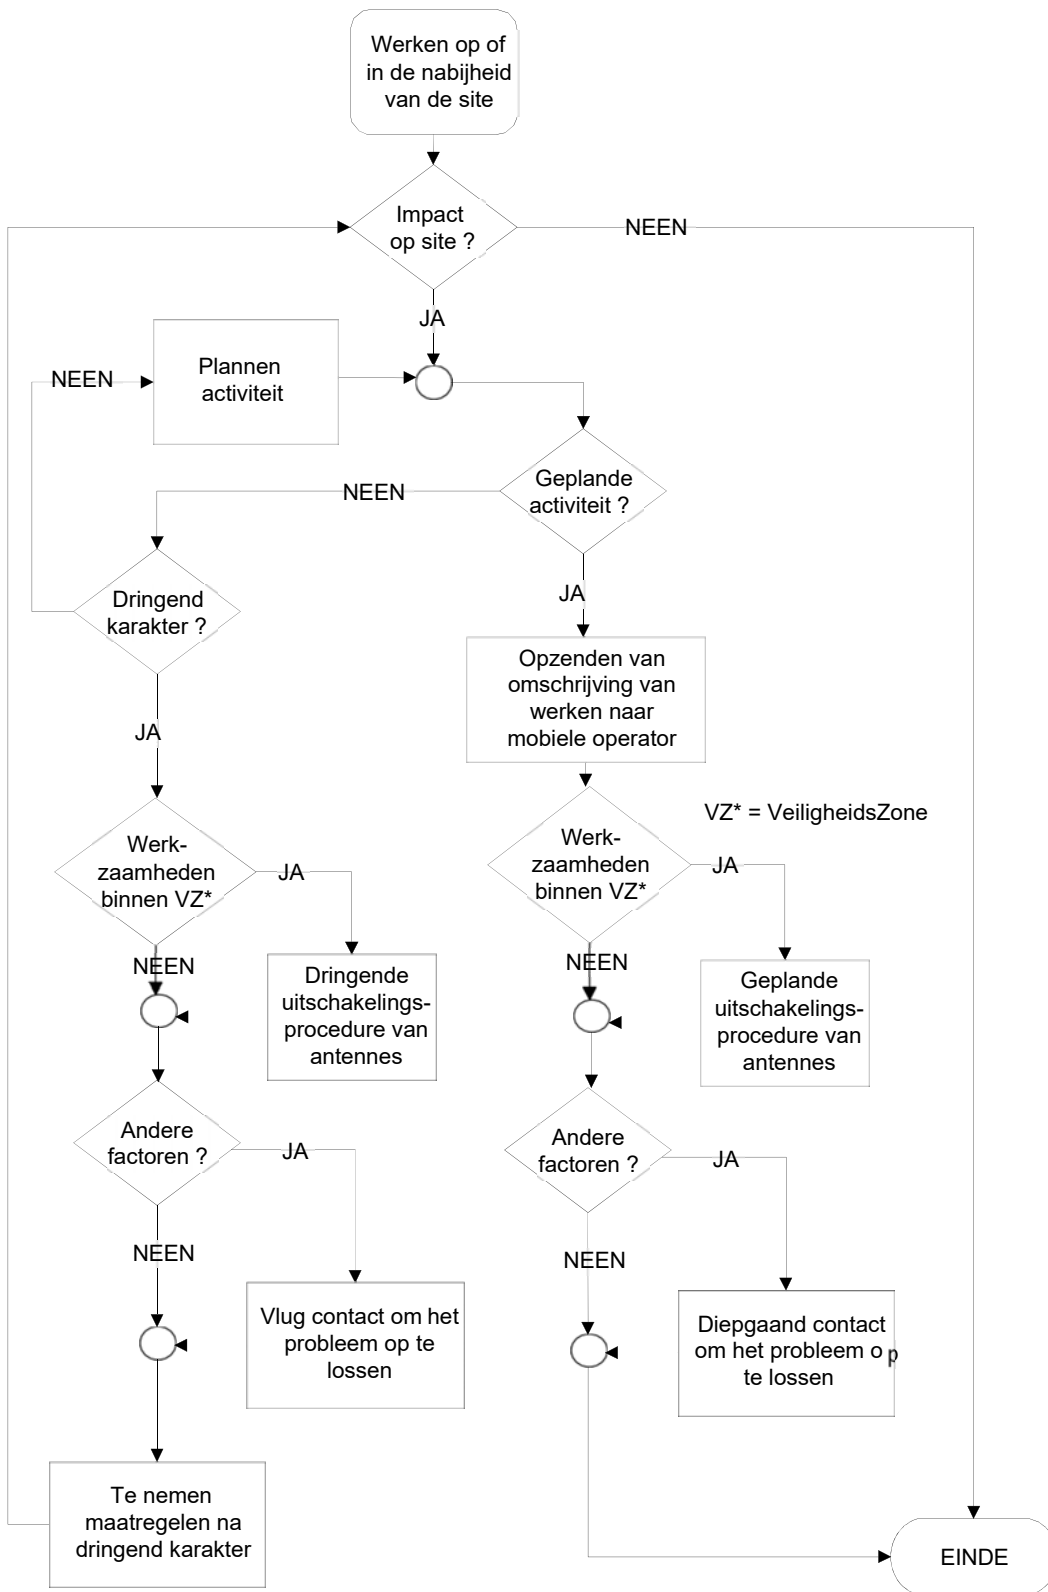 Werken op of
in de nabijheid
van de site
Impact
op site ?
NEEN
JA
Plannen
activiteit
NEEN
Geplande
activiteit ?
NEEN
JA
Dringend
karakter ?
JA
Opzenden van
omschrijving van
werken naar
mobiele operator
VZ* = VeiligheidsZone
Werk-
zaamheden
binnen VZ*
JA
NEEN
Dringende
uitschakelings-
procedure van
antennes
Werk-
zaamheden
binnen VZ*
JA
NEEN
Geplande
uitschakelings-
procedure van
antennes
Andere
factoren ?
JA
NEEN
Vlug contact om het
probleem op te
lossen
Andere
factoren ?
JA
NEEN
Diepgaand contact
om het probleem op
te lossen
Te nemen
maatregelen na
dringend karakter
EINDE